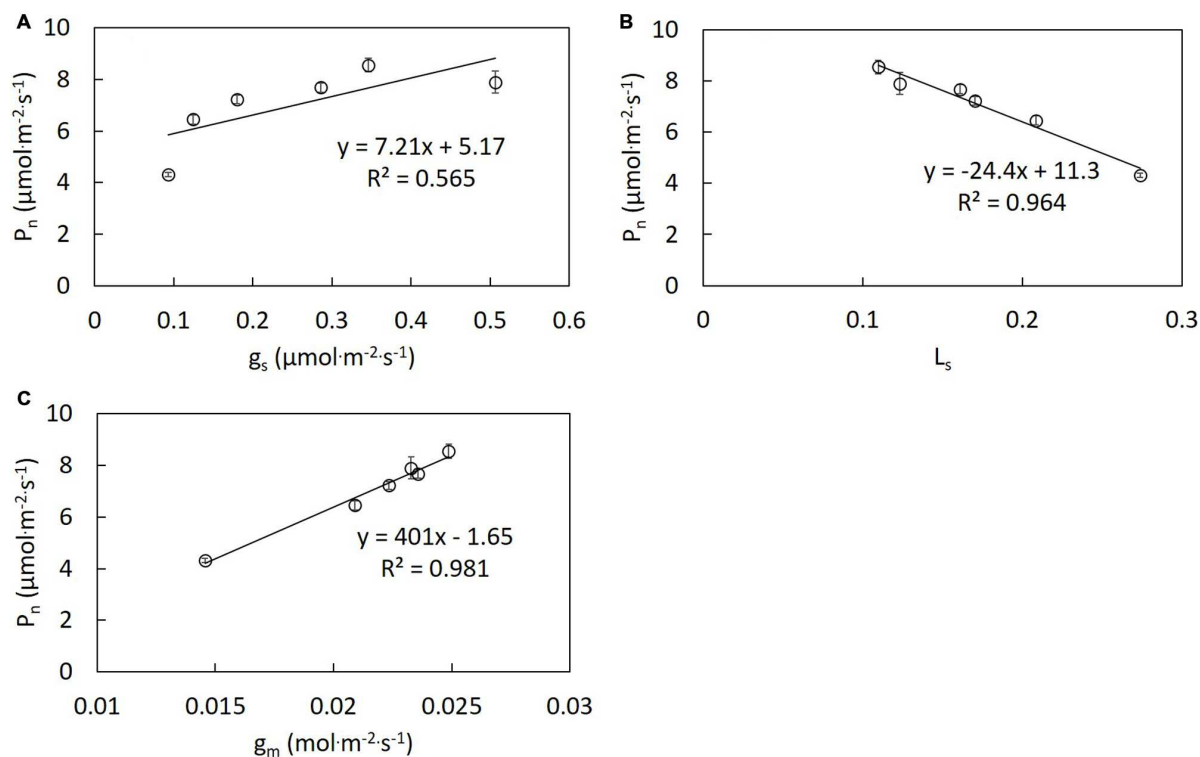 A
10
8
6
4
2
0
Pn (μmol·m-2·s-1)
y = 7.21x + 5.17
R² = 0.565
0 0.1 0.2 0.3 0.4 0.5 0.6
gs (μmol·m-2·s-1)
B
10
8
6
4
2
0
Pn (μmol·m-2·s-1)
y = -24.4x + 11.3
R² = 0.964
0 0.1 0.2 0.3
Ls
C
10
8
6
4
2
0
Pn (μmol·m-2·s-1)
y = 401x - 1.65
R² = 0.981
0.01 0.015 0.02 0.025 0.03
gm (mol·m-2·s-1)